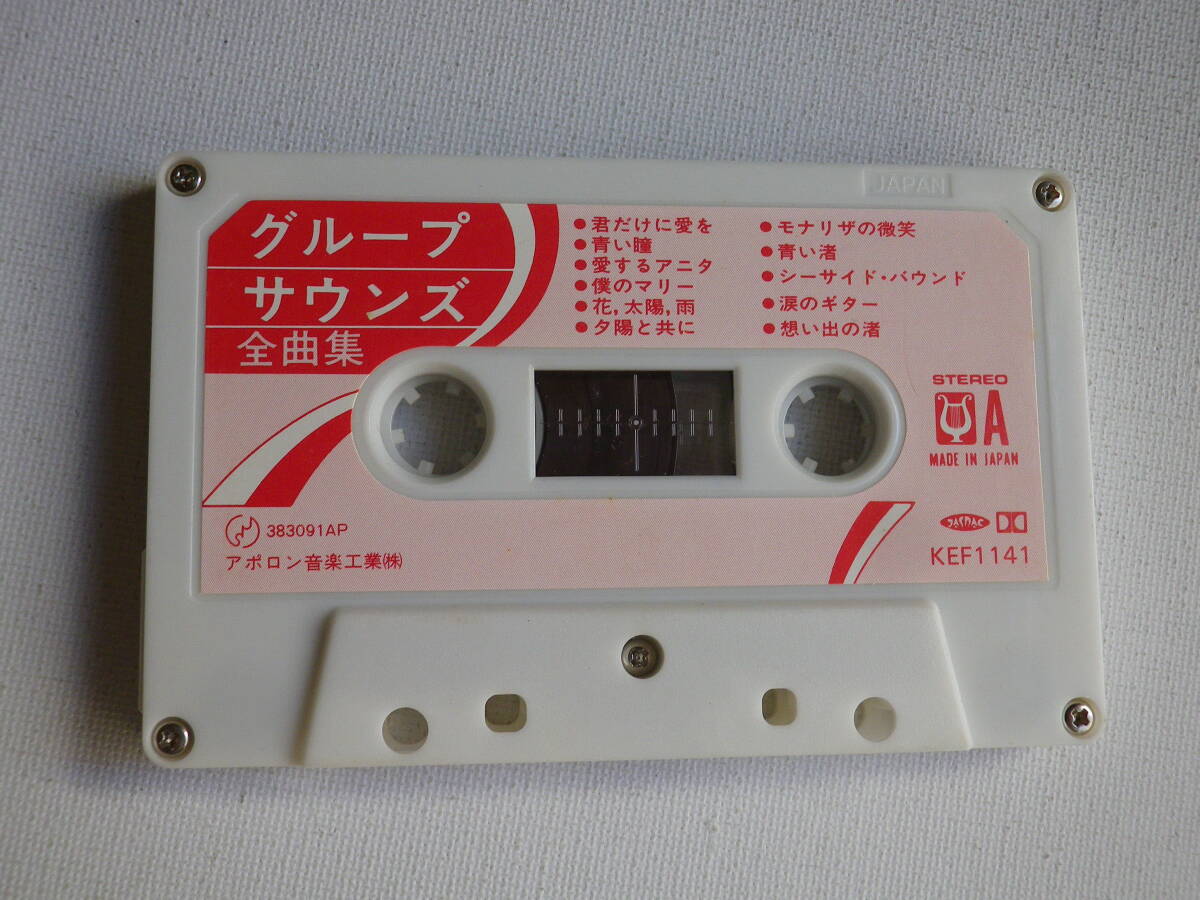 JAPAN
グループ
サウンズ
全曲集
●君だけに愛を
●青い瞳
●愛するアニタ
●僕のマリー
●花,太陽,雨
●夕陽と共に
●モナリザの微笑
●青い渚
●シーサイド・バウンド
●涙のギター
●想い出の渚
STEREO
A
MADE IN JAPAN
383091AP
アポロン音楽工業㈱
JASRAC
KEF1141